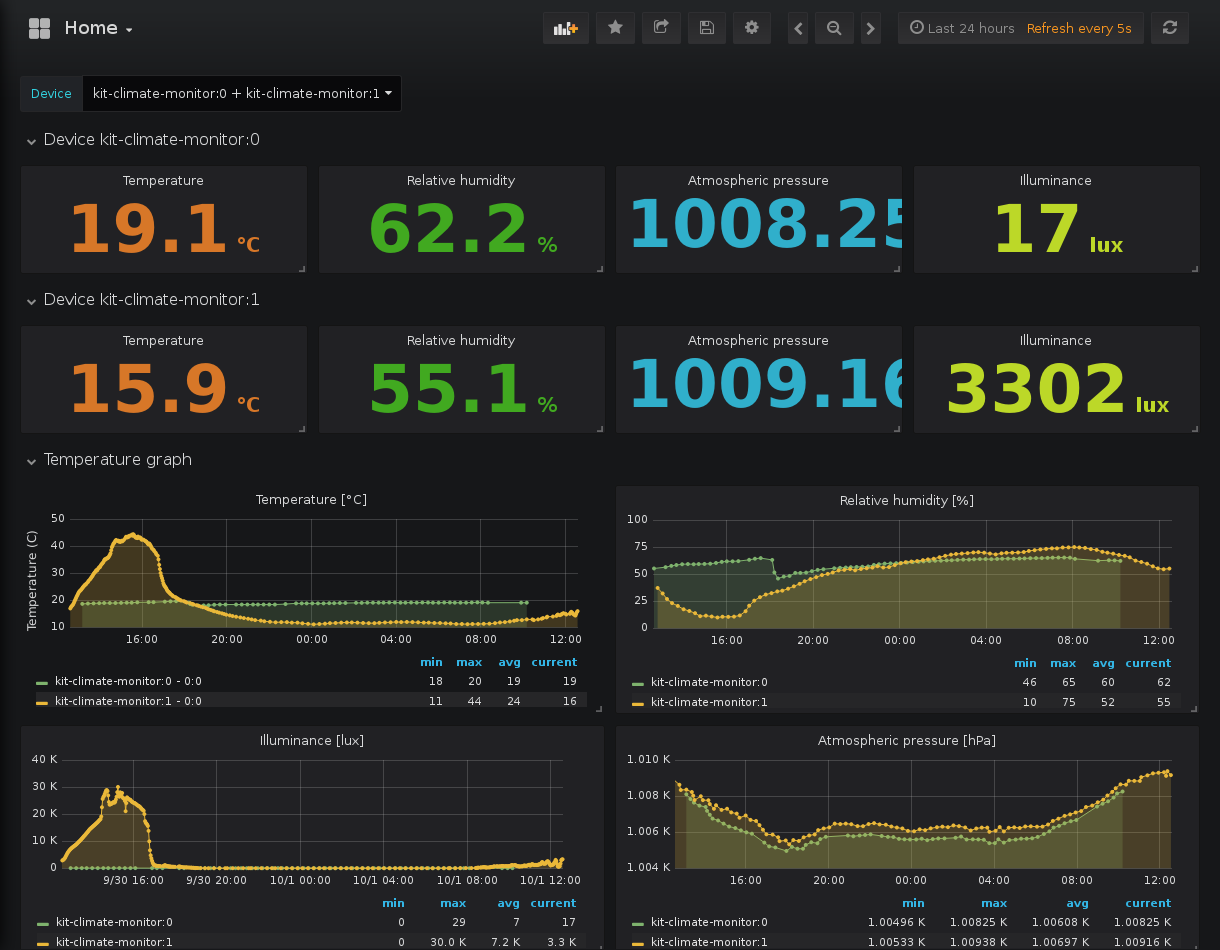 Home
Last 24 hours Refresh every 5s
Device kit-climate-monitor:0 + kit-climate-monitor:1
Device kit-climate-monitor:0
Temperature Relative humidity Atmospheric pressure Illuminance
19.1 °C 62.2 % 1008.25 17 lux
Device kit-climate-monitor:1
Temperature Relative humidity Atmospheric pressure Illuminance
15.9 °C 55.1 % 1009.16 3302 lux
Temperature graph
Temperature [°C]
Temperature (C)
50
40
30
20
10
16:00 20:00 00:00 04:00 08:00 12:00
min max avg current
kit-climate-monitor:0 - 0:0 18 20 19 19
kit-climate-monitor:1 - 0:0 11 44 24 16
Relative humidity [%]
100
75
50
25
0
16:00 20:00 00:00 04:00 08:00 12:00
min max avg current
kit-climate-monitor:0 46 65 60 62
kit-climate-monitor:1 10 75 52 55
Illuminance [lux]
40 K
30 K
20 K
10 K
0
9/30 16:00 9/30 20:00 10/1 00:00 10/1 04:00 10/1 08:00 10/1 12:00
min max avg current
kit-climate-monitor:0 0 29 7 17
kit-climate-monitor:1 0 30.0 K 7.2 K 3.3 K
Atmospheric pressure [hPa]
1.010 K
1.008 K
1.006 K
1.004 K
16:00 20:00 00:00 04:00 08:00 12:00
min max avg current
kit-climate-monitor:0 1.00496 K 1.00825 K 1.00608 K 1.00825 K
kit-climate-monitor:1 1.00533 K 1.00938 K 1.00697 K 1.00916 K